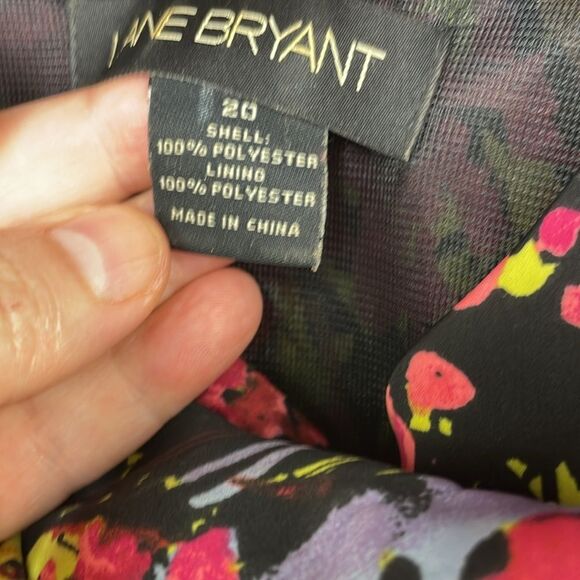 LANE BRYANT
20
SHELL:
100% POLYESTER
LINING
100% POLYESTER
MADE IN CHINA